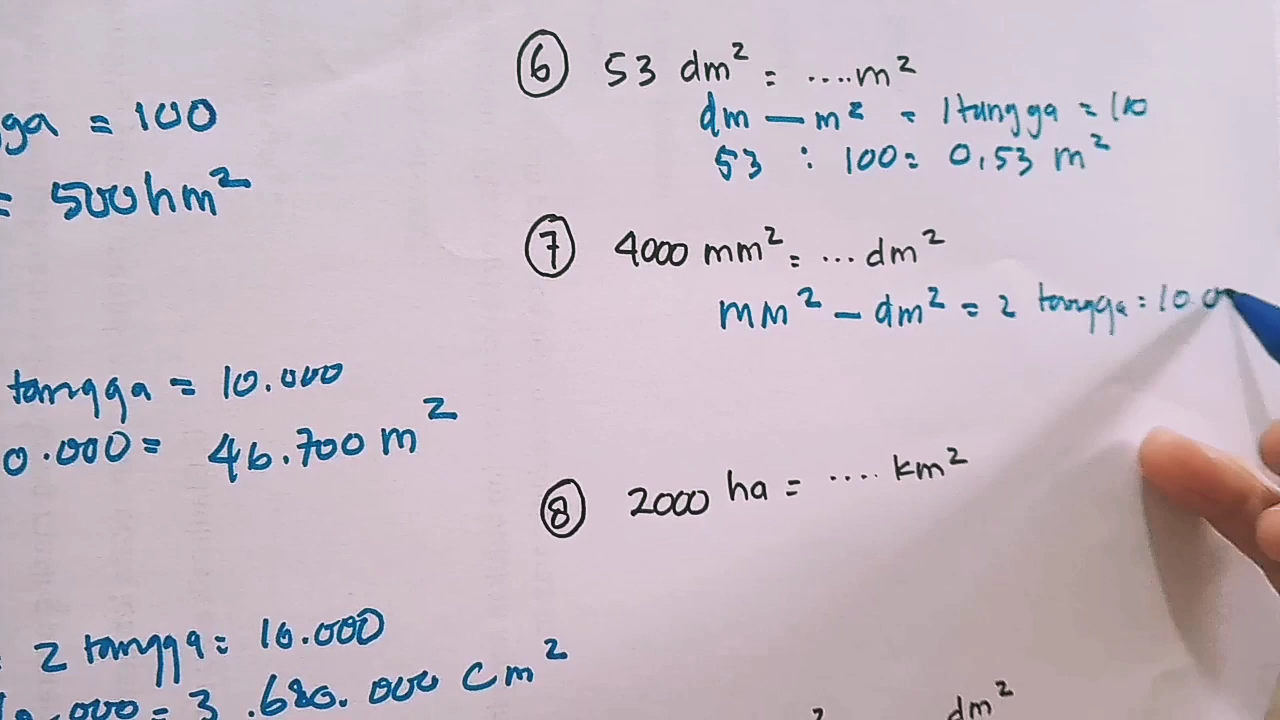 gga = 100
= 500 hm²
tangga = 10.000
0.000 = 46.700 m²
2 tangga = 10.000
.000 = 3.680.000 cm²
⑥ 53 dm² = ....m²
dm — m² = 1 tangga = 100
53 : 100 = 0,53 m²
⑦ 4000 mm² = ... dm²
mm² - dm² = 2 tangga = 10.0
⑧ 2000 ha = .... km²
dm²